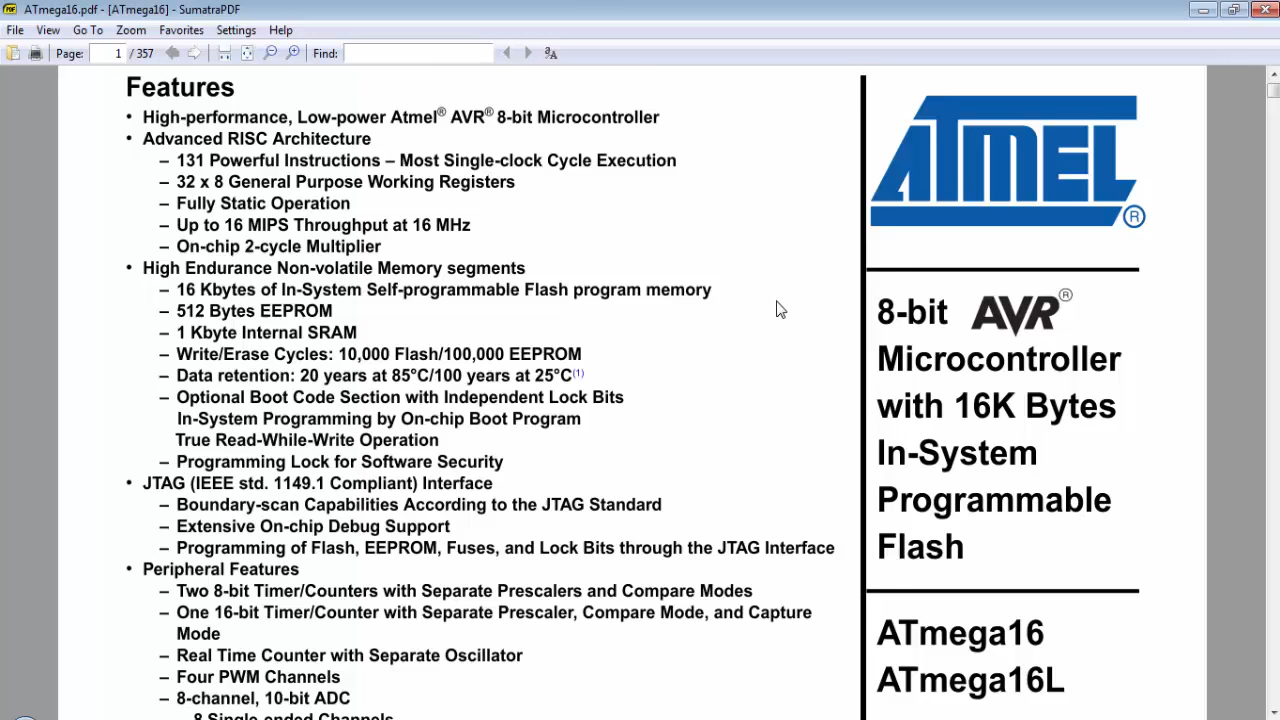 ATmega16.pdf - [ATmega16] - SumatraPDF
File View Go To Zoom Favorites Settings Help
Page: 1 / 357 Find:
Features
• High-performance, Low-power Atmel® AVR® 8-bit Microcontroller
• Advanced RISC Architecture
– 131 Powerful Instructions – Most Single-clock Cycle Execution
– 32 x 8 General Purpose Working Registers
– Fully Static Operation
– Up to 16 MIPS Throughput at 16 MHz
– On-chip 2-cycle Multiplier
• High Endurance Non-volatile Memory segments
– 16 Kbytes of In-System Self-programmable Flash program memory
– 512 Bytes EEPROM
– 1 Kbyte Internal SRAM
– Write/Erase Cycles: 10,000 Flash/100,000 EEPROM
– Data retention: 20 years at 85°C/100 years at 25°C(1)
– Optional Boot Code Section with Independent Lock Bits
In-System Programming by On-chip Boot Program
True Read-While-Write Operation
– Programming Lock for Software Security
• JTAG (IEEE std. 1149.1 Compliant) Interface
– Boundary-scan Capabilities According to the JTAG Standard
– Extensive On-chip Debug Support
– Programming of Flash, EEPROM, Fuses, and Lock Bits through the JTAG Interface
• Peripheral Features
– Two 8-bit Timer/Counters with Separate Prescalers and Compare Modes
– One 16-bit Timer/Counter with Separate Prescaler, Compare Mode, and Capture
Mode
– Real Time Counter with Separate Oscillator
– Four PWM Channels
– 8-channel, 10-bit ADC
8 Single-ended Channels
ATMEL®
8-bit AVR®
Microcontroller
with 16K Bytes
In-System
Programmable
Flash
ATmega16
ATmega16L